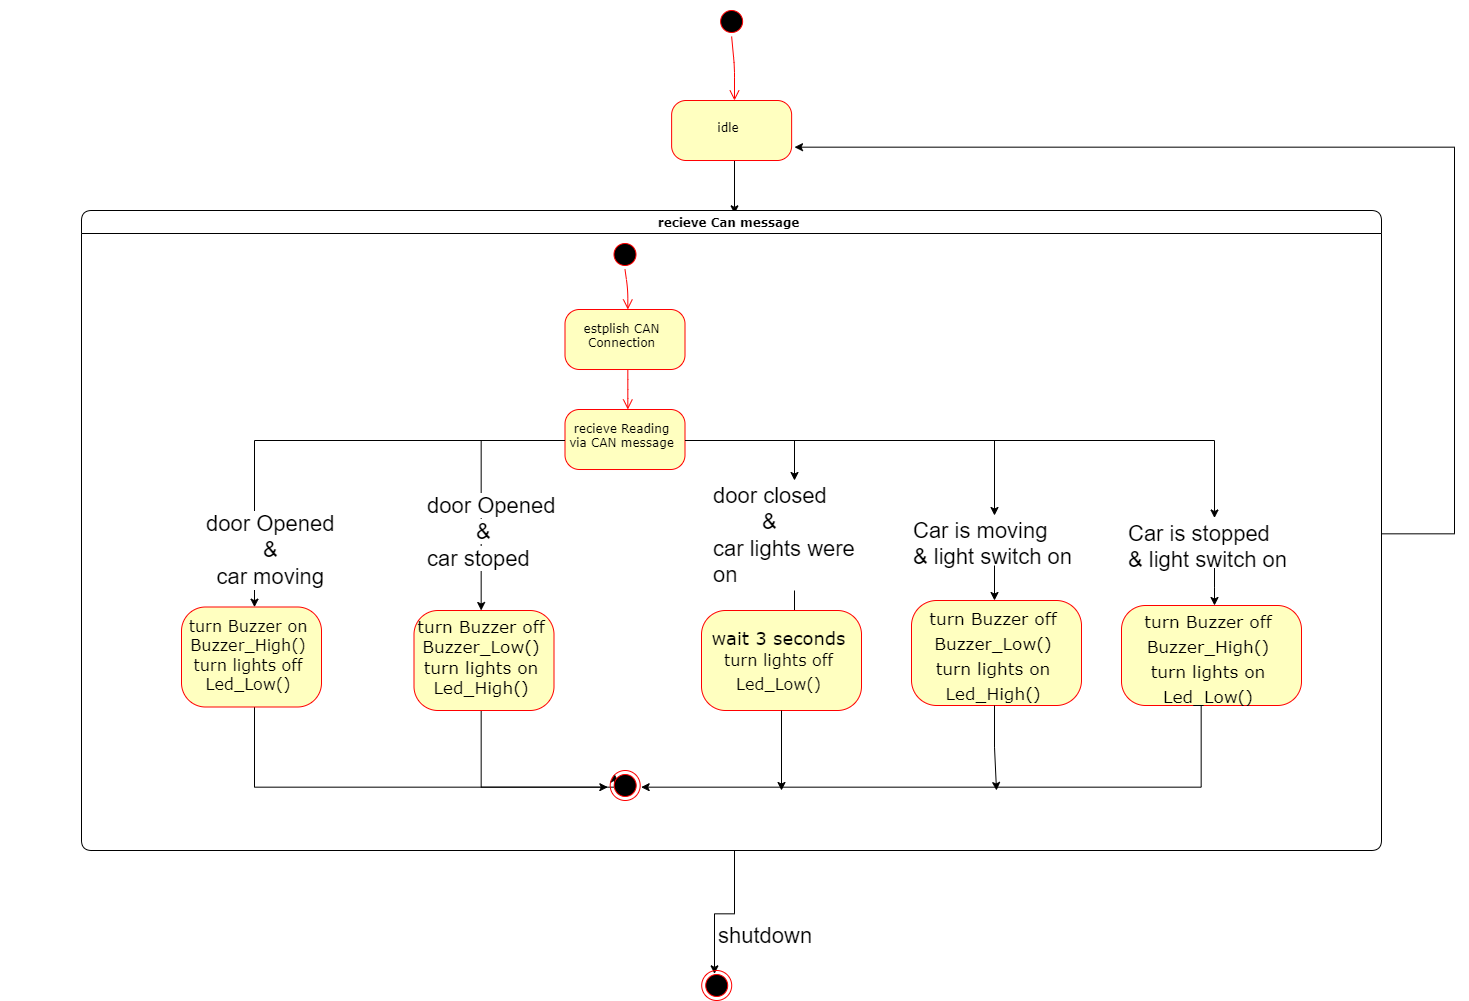 idle
recieve Can message
estplish CAN
Connection
recieve Reading
via CAN message
door Opened
&
car moving
door Opened
&
car stoped
door closed
&
car lights were
on
Car is moving
& light switch on
Car is stopped
& light switch on
turn Buzzer on
Buzzer_High()
turn lights off
Led_Low()
turn Buzzer off
Buzzer_Low()
turn lights on
Led_High()
wait 3 seconds
turn lights off
Led_Low()
turn Buzzer off
Buzzer_Low()
turn lights on
Led_High()
turn Buzzer off
Buzzer_High()
turn lights on
Led_Low()
shutdown